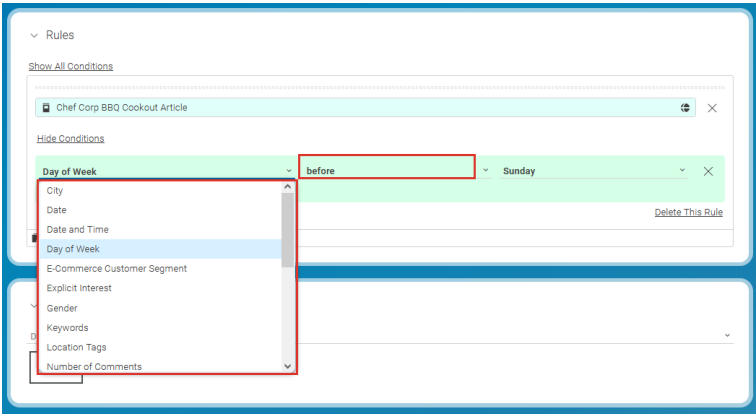 Rules
Show All Conditions
Chef Corp BBQ Cookout Article
Hide Conditions
Day of Week before Sunday
City
Date
Date and Time
Day of Week
E-Commerce Customer Segment
Explicit Interest
Gender
Keywords
Location Tags
Number of Comments
Delete This Rule
D